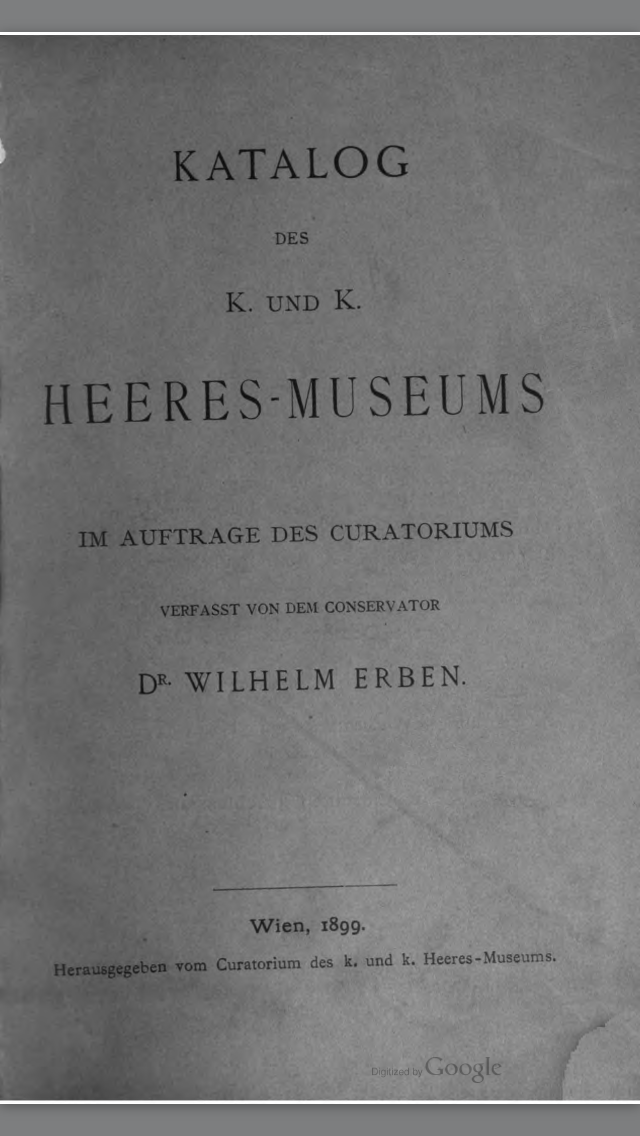 KATALOG
DES
K. UND K.
HEERES-MUSEUMS
IM AUFTRAGE DES CURATORIUMS
VERFASST VON DEM CONSERVATOR
DR. WILHELM ERBEN.
Wien, 1899.
Herausgegeben vom Curatorium des k. und k. Heeres-Museums.
Digitized by Google